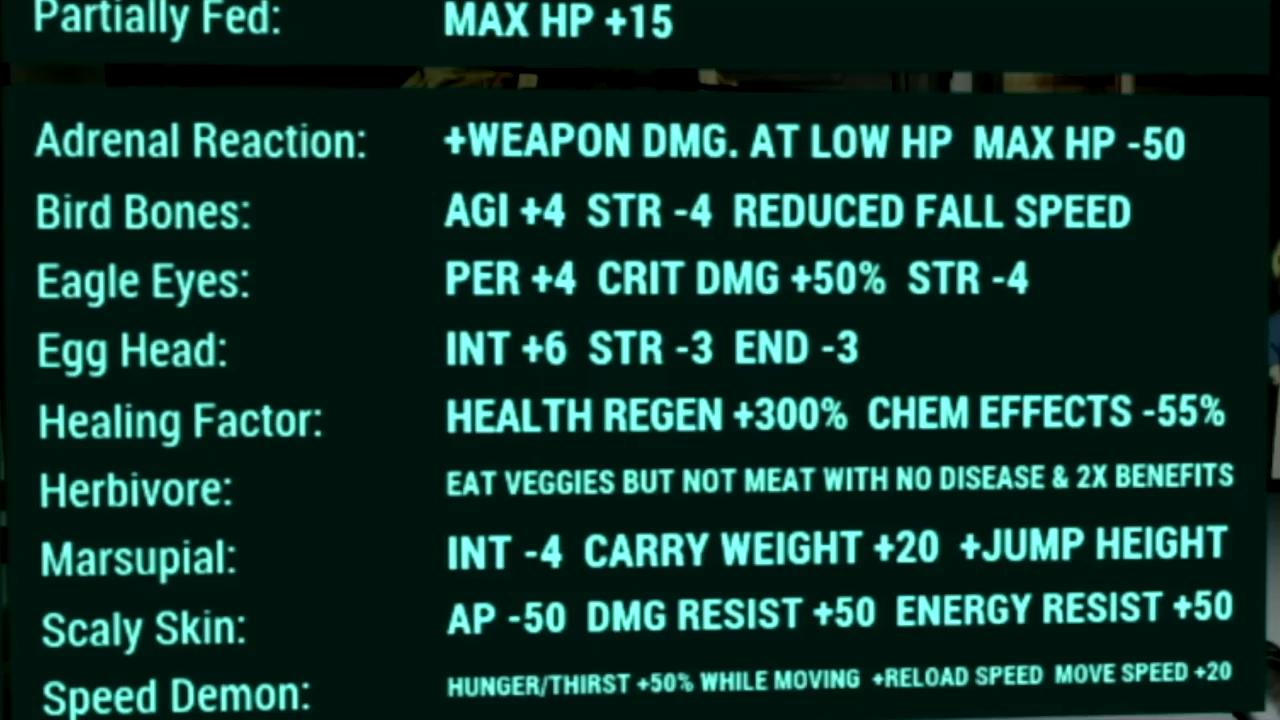 Partially Fed: MAX HP +15
Adrenal Reaction: +WEAPON DMG. AT LOW HP MAX HP -50
Bird Bones: AGI +4 STR -4 REDUCED FALL SPEED
Eagle Eyes: PER +4 CRIT DMG +50% STR -4
Egg Head: INT +6 STR -3 END -3
Healing Factor: HEALTH REGEN +300% CHEM EFFECTS -55%
Herbivore: EAT VEGGIES BUT NOT MEAT WITH NO DISEASE & 2X BENEFITS
Marsupial: INT -4 CARRY WEIGHT +20 +JUMP HEIGHT
Scaly Skin: AP -50 DMG RESIST +50 ENERGY RESIST +50
Speed Demon: HUNGER/THIRST +50% WHILE MOVING +RELOAD SPEED MOVE SPEED +20